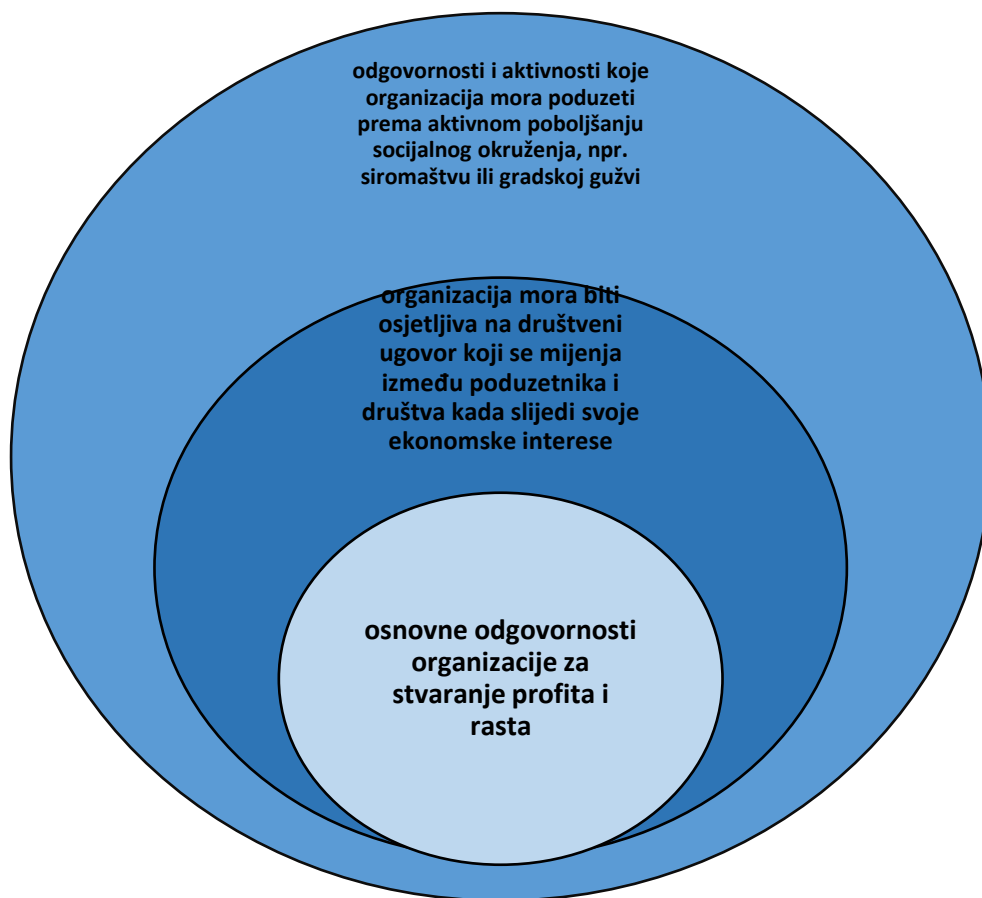 odgovornosti i aktivnosti koje
organizacija mora poduzeti
prema aktivnom poboljšanju
socijalnog okruženja, npr.
siromaštvu ili gradskoj gužvi
organizacija mora biti
osjetljiva na društveni
ugovor koji se mijenja
između poduzetnika i
društva kada slijedi svoje
ekonomske interese
osnovne odgovornosti
organizacije za
stvaranje profita i
rasta